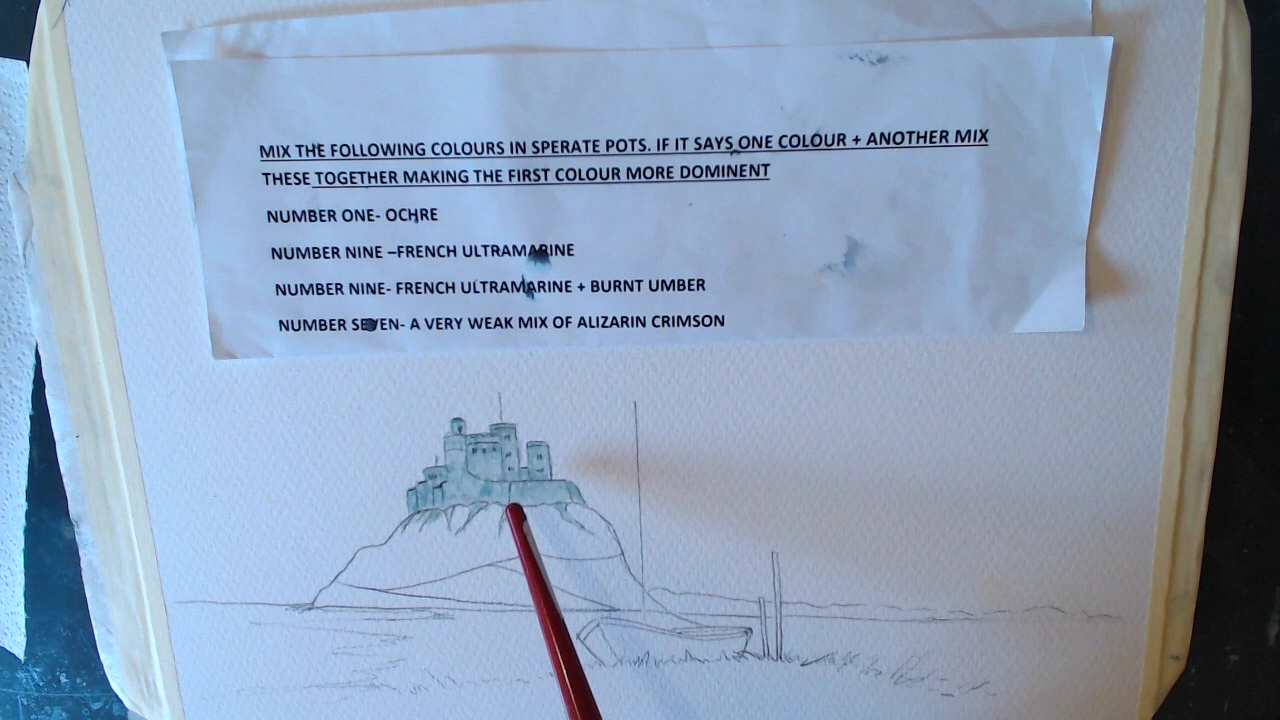 MIX THE FOLLOWING COLOURS IN SPERATE POTS. IF IT SAYS ONE COLOUR + ANOTHER MIX
THESE TOGETHER MAKING THE FIRST COLOUR MORE DOMINENT
NUMBER ONE- OCHRE
NUMBER NINE –FRENCH ULTRAMARINE
NUMBER NINE- FRENCH ULTRAMARINE + BURNT UMBER
NUMBER SEVEN- A VERY WEAK MIX OF ALIZARIN CRIMSON